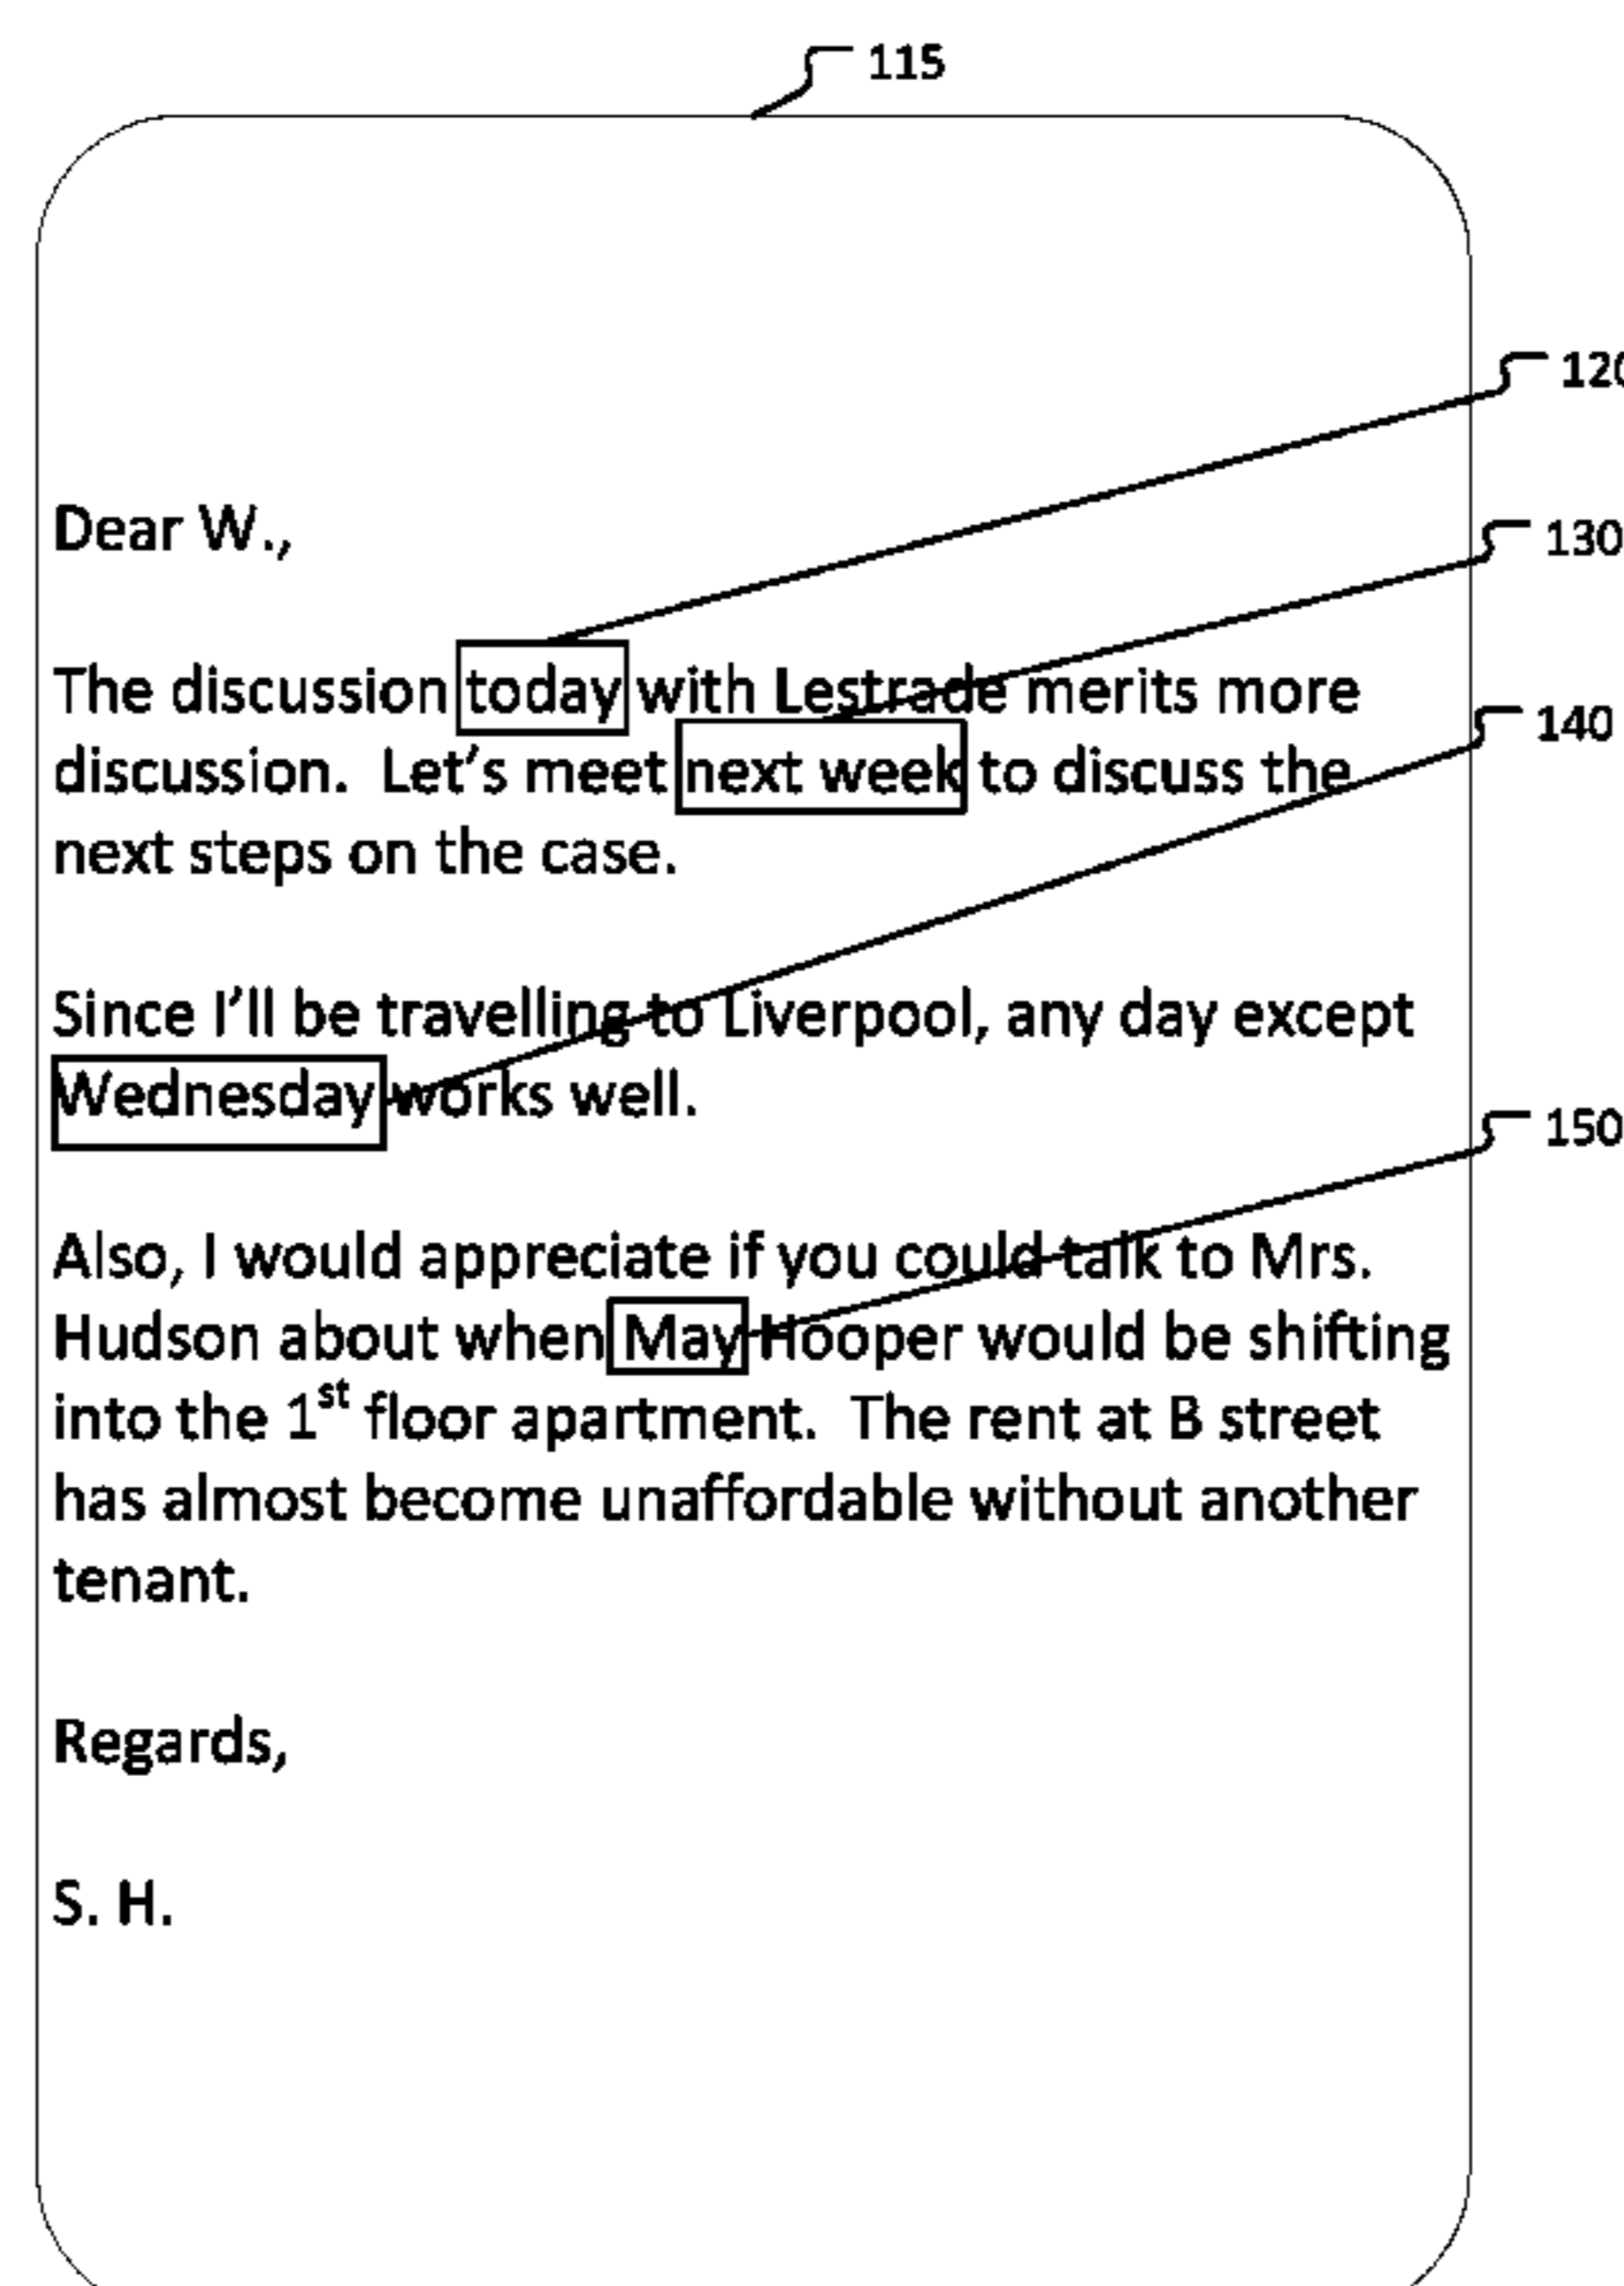 115
120
Dear W.,
130
The discussion today with Lestrade merits more
140
discussion.  Let's meet next week to discuss the
next steps on the case.
Since I'll be travelling to Liverpool, any day except
Wednesday works well.
150
Also, I would appreciate if you could talk to Mrs.
Hudson about when May Hooper would be shifting
into the 1st floor apartment.  The rent at B street
has almost become unaffordable without another
tenant.
Regards,
S. H.